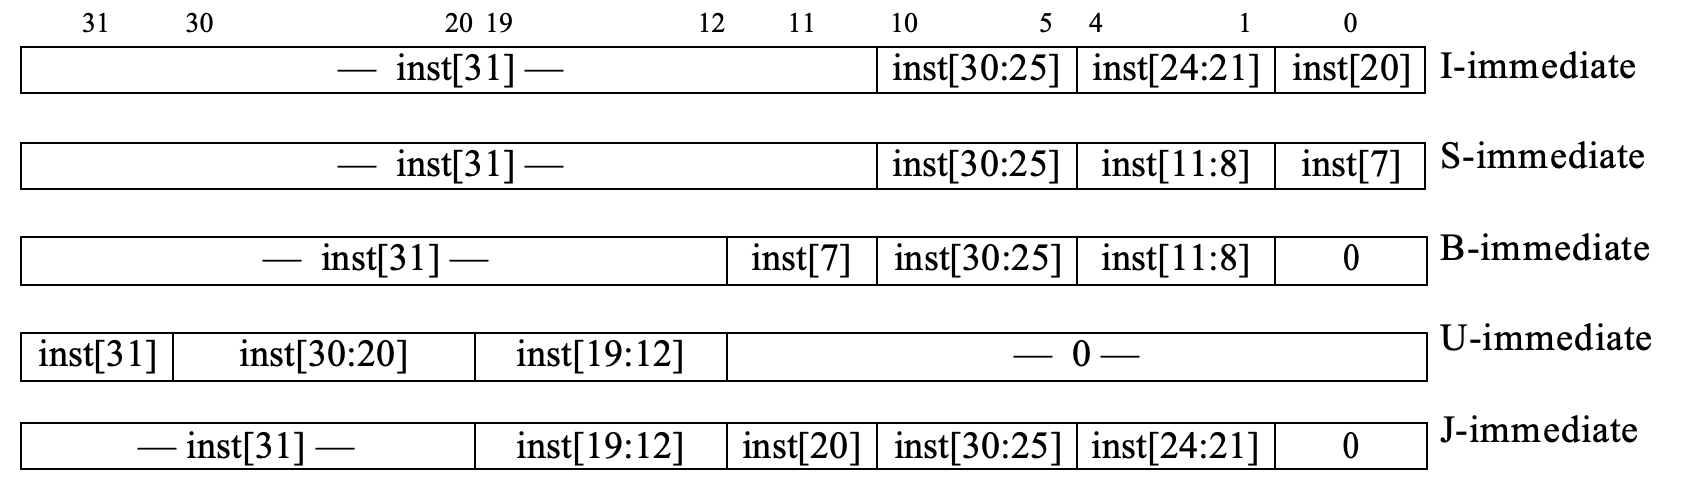 31 30 20 19 12 11 10 5 4 1 0
— inst[31] — inst[30:25] inst[24:21] inst[20] I-immediate
— inst[31] — inst[30:25] inst[11:8] inst[7] S-immediate
— inst[31] — inst[7] inst[30:25] inst[11:8] 0 B-immediate
inst[31] inst[30:20] inst[19:12] — 0 — U-immediate
— inst[31] — inst[19:12] inst[20] inst[30:25] inst[24:21] 0 J-immediate